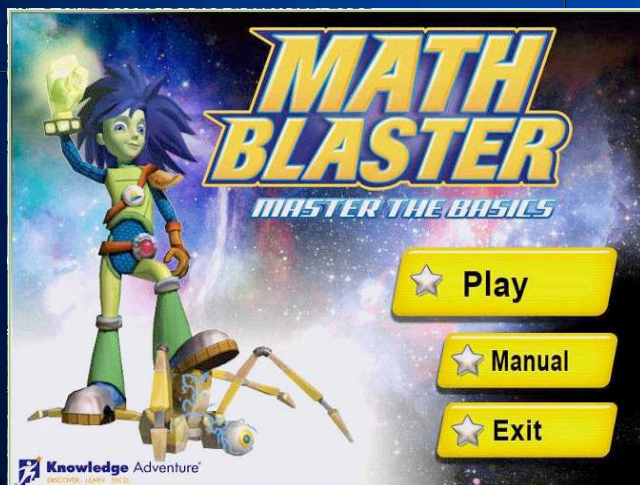 MATH
BLASTER
MASTER THE BASICS
Play
Manual
Exit
Knowledge Adventure®
DISCOVER. LEARN. EXCEL.